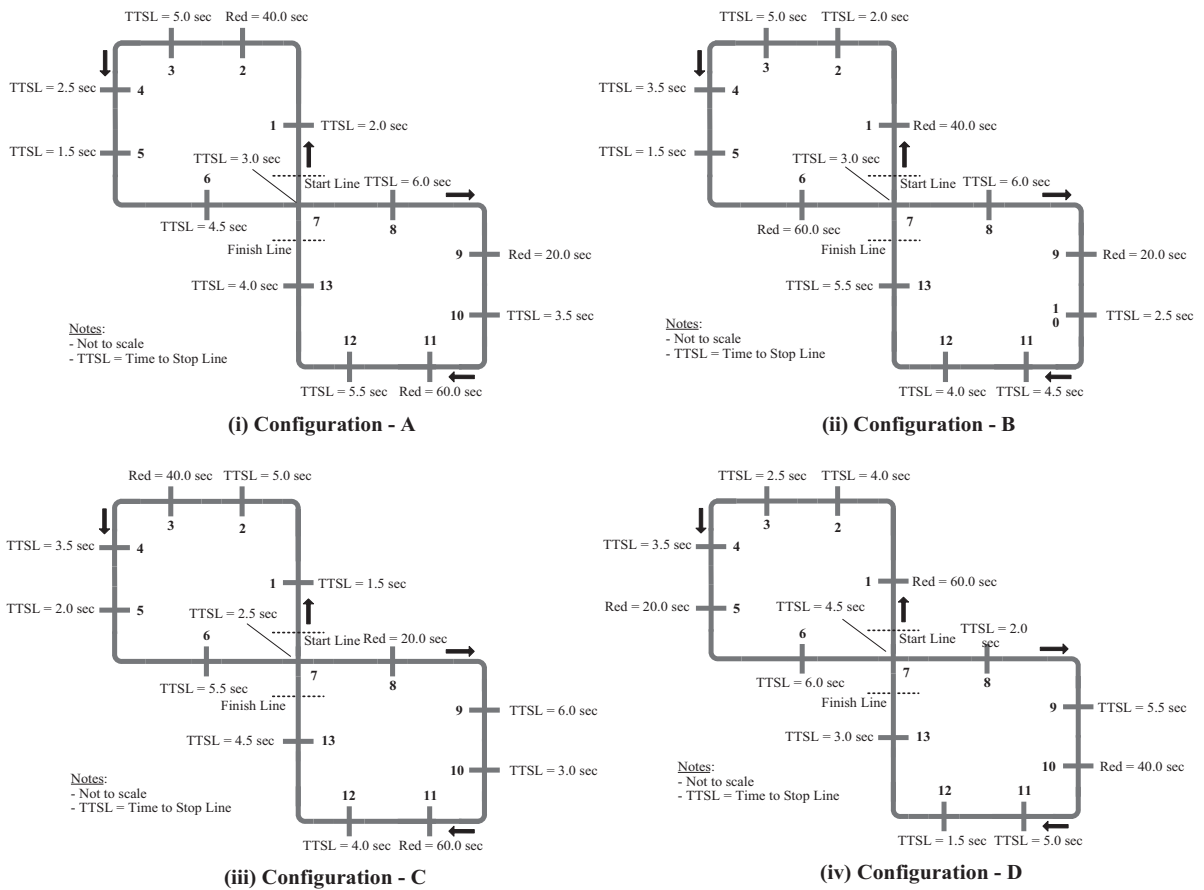 TTSL = 5.0 sec Red = 40.0 sec
3 2
TTSL = 2.5 sec 4
1 TTSL = 2.0 sec
TTSL = 1.5 sec 5
TTSL = 3.0 sec
Start Line
6 TTSL = 6.0 sec
TTSL = 4.5 sec 7 8
Finish Line 9 Red = 20.0 sec
TTSL = 4.0 sec 13
10 TTSL = 3.5 sec
Notes:
- Not to scale
- TTSL = Time to Stop Line
12 11
TTSL = 5.5 sec Red = 60.0 sec
(i) Configuration - A
TTSL = 5.0 sec TTSL = 2.0 sec
3 2
TTSL = 3.5 sec 4
1 Red = 40.0 sec
TTSL = 1.5 sec 5
TTSL = 3.0 sec
Start Line
6 TTSL = 6.0 sec
Red = 60.0 sec 7 8
Finish Line 9 Red = 20.0 sec
TTSL = 5.5 sec 13
1
0 TTSL = 2.5 sec
Notes:
- Not to scale
- TTSL = Time to Stop Line
12 11
TTSL = 4.0 sec TTSL = 4.5 sec
(ii) Configuration - B
Red = 40.0 sec TTSL = 5.0 sec
3 2
TTSL = 3.5 sec 4
1 TTSL = 1.5 sec
TTSL = 2.0 sec 5
TTSL = 2.5 sec
Start Line
6 Red = 20.0 sec
TTSL = 5.5 sec 7 8
Finish Line 9 TTSL = 6.0 sec
TTSL = 4.5 sec 13
10 TTSL = 3.0 sec
Notes:
- Not to scale
- TTSL = Time to Stop Line
12 11
TTSL = 4.0 sec Red = 60.0 sec
(iii) Configuration - C
TTSL = 2.5 sec TTSL = 4.0 sec
3 2
TTSL = 3.5 sec 4
1 Red = 60.0 sec
Red = 20.0 sec 5
TTSL = 4.5 sec
Start Line
6 TTSL = 2.0
sec
TTSL = 6.0 sec 7 8
Finish Line 9 TTSL = 5.5 sec
TTSL = 3.0 sec 13
10 Red = 40.0 sec
Notes:
- Not to scale
- TTSL = Time to Stop Line
12 11
TTSL = 1.5 sec TTSL = 5.0 sec
(iv) Configuration - D